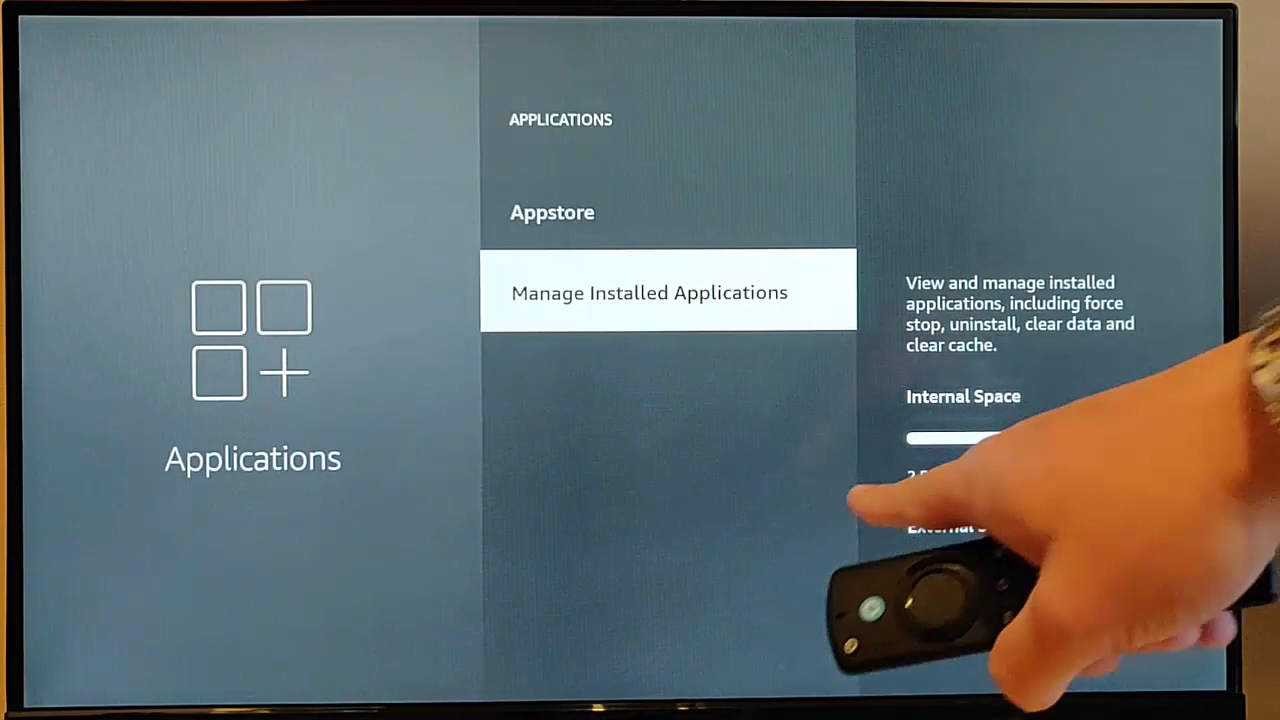 APPLICATIONS
Appstore
Manage Installed Applications
View and manage installed
applications, including force
stop, uninstall, clear data and
clear cache.
Internal Space
External
Applications